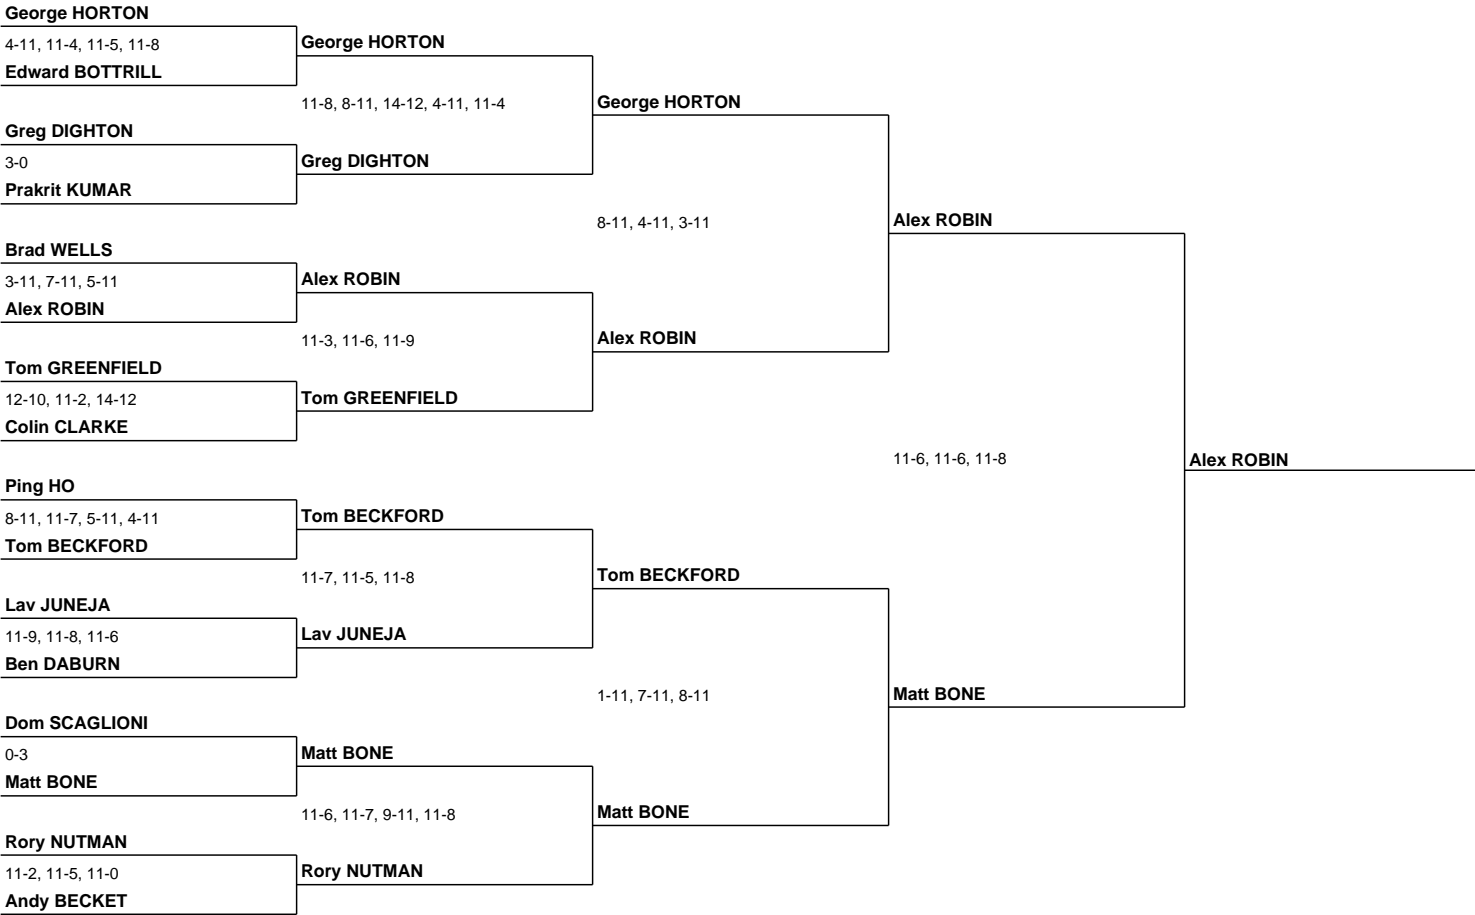 George HORTON
4-11, 11-4, 11-5, 11-8
Edward BOTTRILL
Greg DIGHTON
3-0
Prakrit KUMAR
Brad WELLS
3-11, 7-11, 5-11
Alex ROBIN
Tom GREENFIELD
12-10, 11-2, 14-12
Colin CLARKE
Ping HO
8-11, 11-7, 5-11, 4-11
Tom BECKFORD
Lav JUNEJA
11-9, 11-8, 11-6
Ben DABURN
Dom SCAGLIONI
0-3
Matt BONE
Rory NUTMAN
11-2, 11-5, 11-0
Andy BECKET
George HORTON
11-8, 8-11, 14-12, 4-11, 11-4
Greg DIGHTON
Alex ROBIN
11-3, 11-6, 11-9
Tom GREENFIELD
Tom BECKFORD
11-7, 11-5, 11-8
Lav JUNEJA
Matt BONE
11-6, 11-7, 9-11, 11-8
Rory NUTMAN
George HORTON
8-11, 4-11, 3-11
Alex ROBIN
Tom BECKFORD
1-11, 7-11, 8-11
Matt BONE
Alex ROBIN
11-6, 11-6, 11-8
Matt BONE
Alex ROBIN